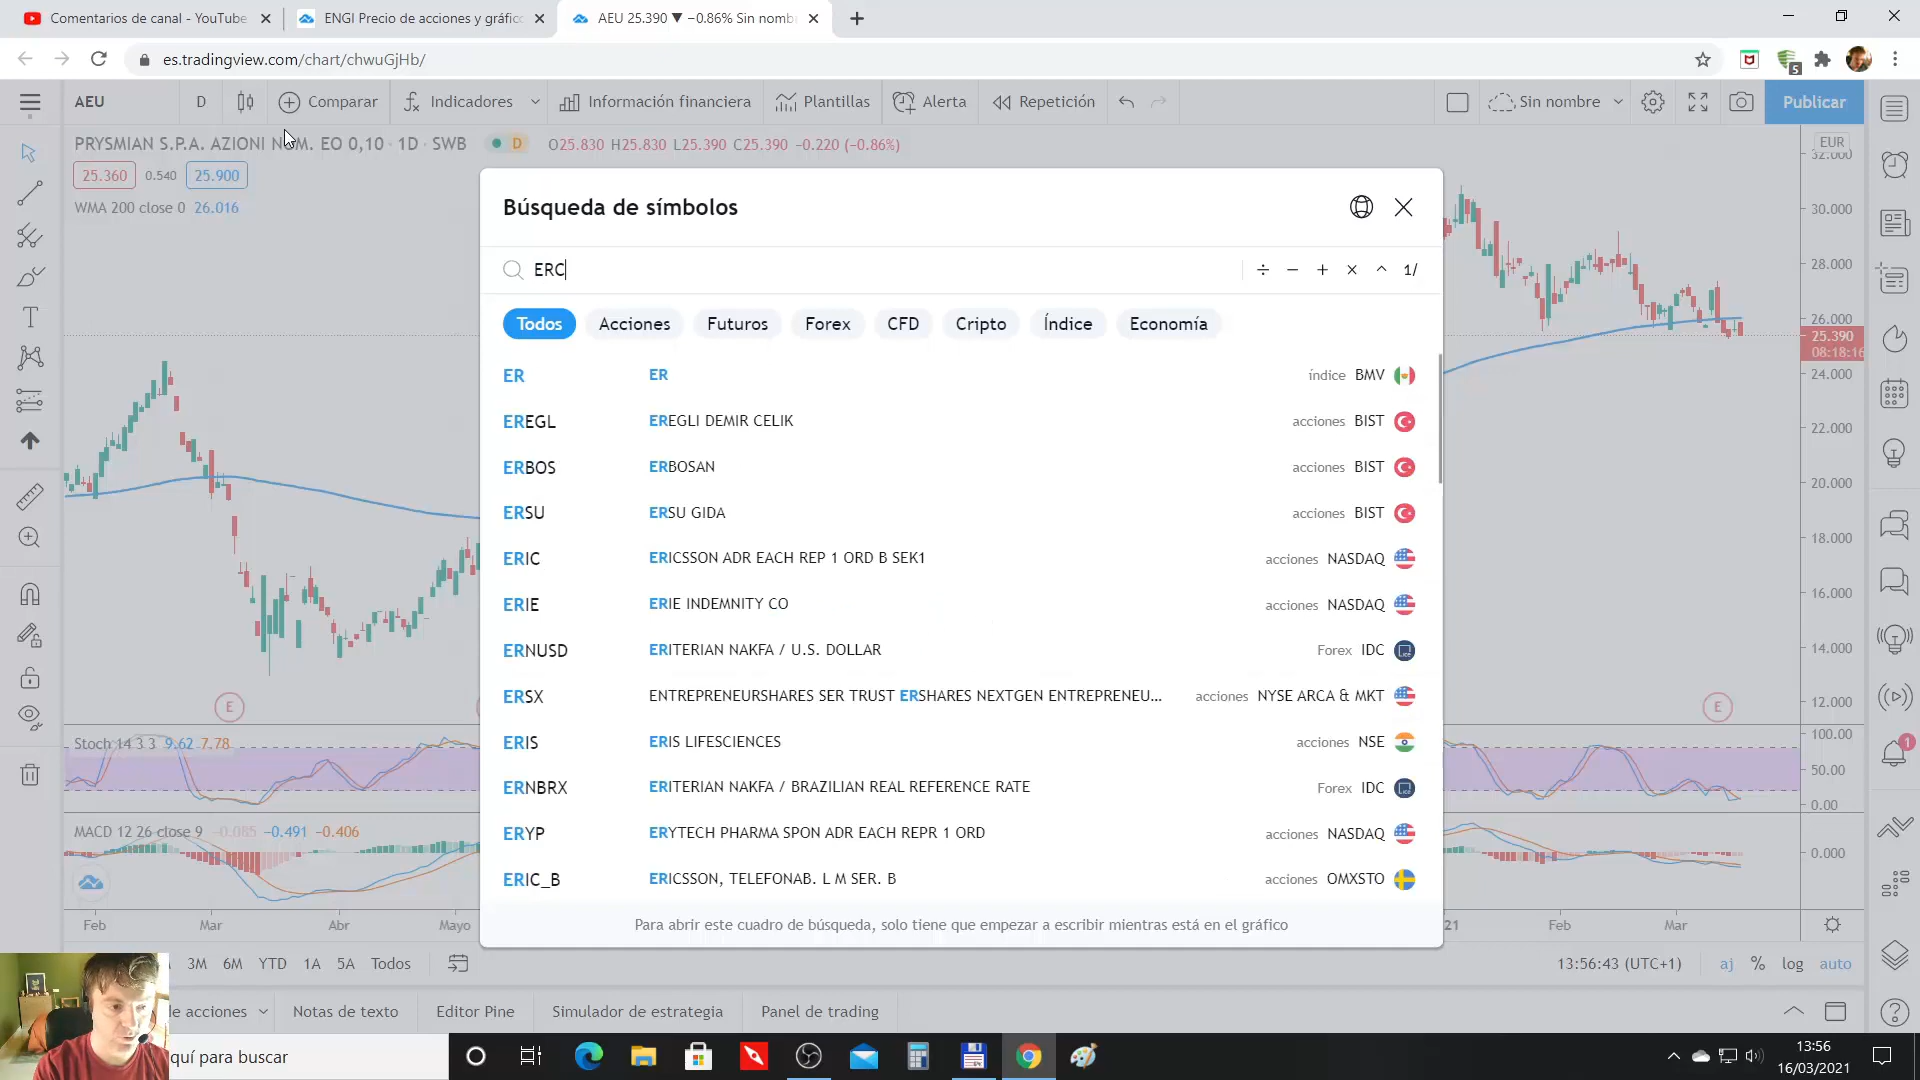 Comentarios de canal - YouTube
ENGI Precio de acciones y gráfic
AEU 25.390 ▼ −0.86% Sin nomb
es.tradingview.com/chart/chwuGjHb/
5
AEU D Comparar Indicadores Información financiera Plantillas Alerta Repetición Sin nombre Publicar
PRYSMIAN S.P.A. AZIONI NOM. EO 0,10 · 1D · SWB D O25.830 H25.830 L25.390 C25.390 −0.220 (−0.86%)
25.360 0.540 25.900
WMA 200 close 0 26.016
EUR
32.000
30.000
28.000
26.000
25.390
08:18:16
24.000
22.000
20.000
18.000
16.000
14.000
12.000
Búsqueda de símbolos
ERC
÷ − + × ^ 1/
Todos Acciones Futuros Forex CFD Cripto Índice Economía
ER ER índice BMV
EREGL EREGLI DEMIR CELIK acciones BIST
ERBOS ERBOSAN acciones BIST
ERSU ERSU GIDA acciones BIST
ERIC ERICSSON ADR EACH REP 1 ORD B SEK1 acciones NASDAQ
ERIE ERIE INDEMNITY CO acciones NASDAQ
ERNUSD ERITERIAN NAKFA / U.S. DOLLAR Forex IDC
ERSX ENTREPRENEURSHARES SER TRUST ERSHARES NEXTGEN ENTREPRENEU... acciones NYSE ARCA & MKT
ERIS ERIS LIFESCIENCES acciones NSE
ERNBRX ERITERIAN NAKFA / BRAZILIAN REAL REFERENCE RATE Forex IDC
ERYP ERYTECH PHARMA SPON ADR EACH REPR 1 ORD acciones NASDAQ
ERIC_B ERICSSON, TELEFONAB. L M SER. B acciones OMXSTO
Para abrir este cuadro de búsqueda, solo tiene que empezar a escribir mientras está en el gráfico
E
E
Stoch 14 3 3 9.62 7.78
100.00
50.00
0.00
MACD 12 26 close 9 −0.085 −0.491 −0.406
0.000
1
Feb Mar Abr Mayo 21 Feb Mar
3M 6M YTD 1A 5A Todos
13:56:43 (UTC+1) aj % log auto
de acciones Notas de texto Editor Pine Simulador de estrategia Panel de trading
quí para buscar
13:56
16/03/2021